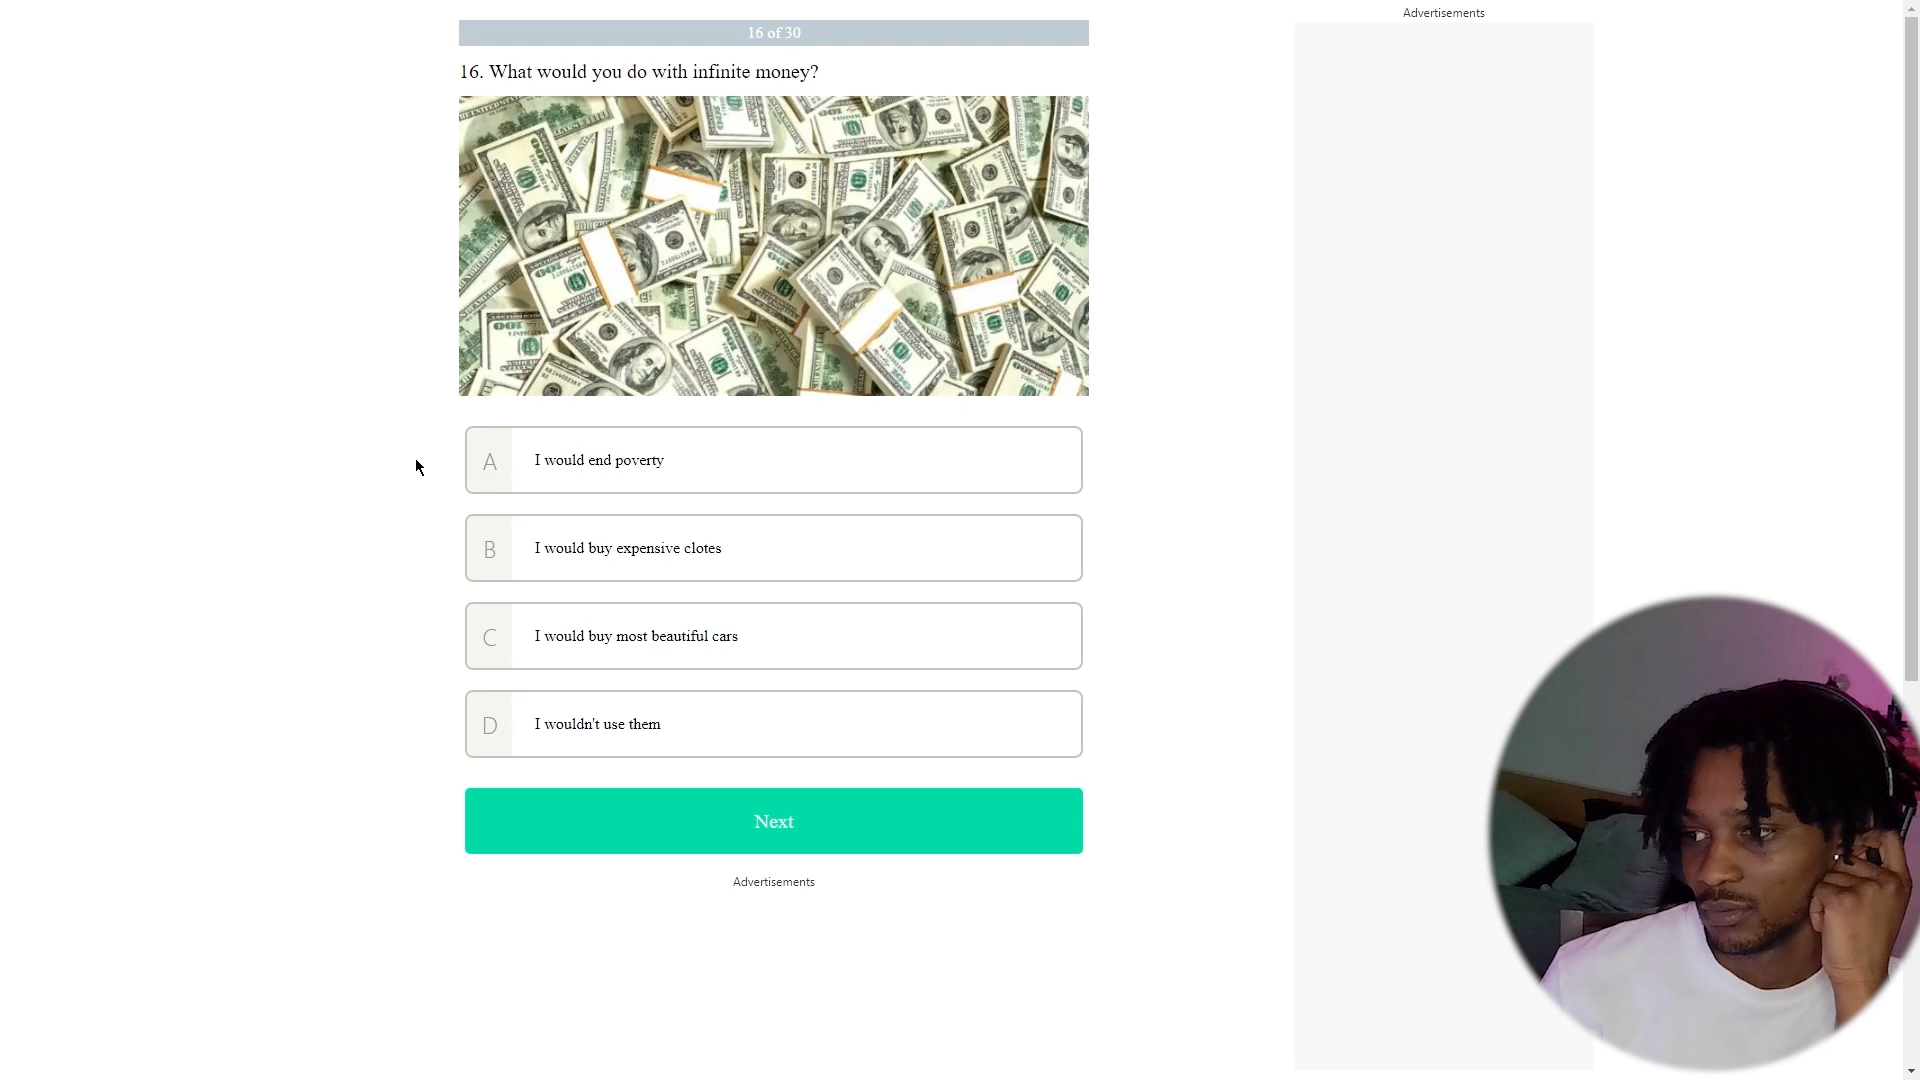 Advertisements
16 of 30
16. What would you do with infinite money?
A
I would end poverty
B
I would buy expensive clotes
C
I would buy most beautiful cars
D
I wouldn't use them
Next
Advertisements